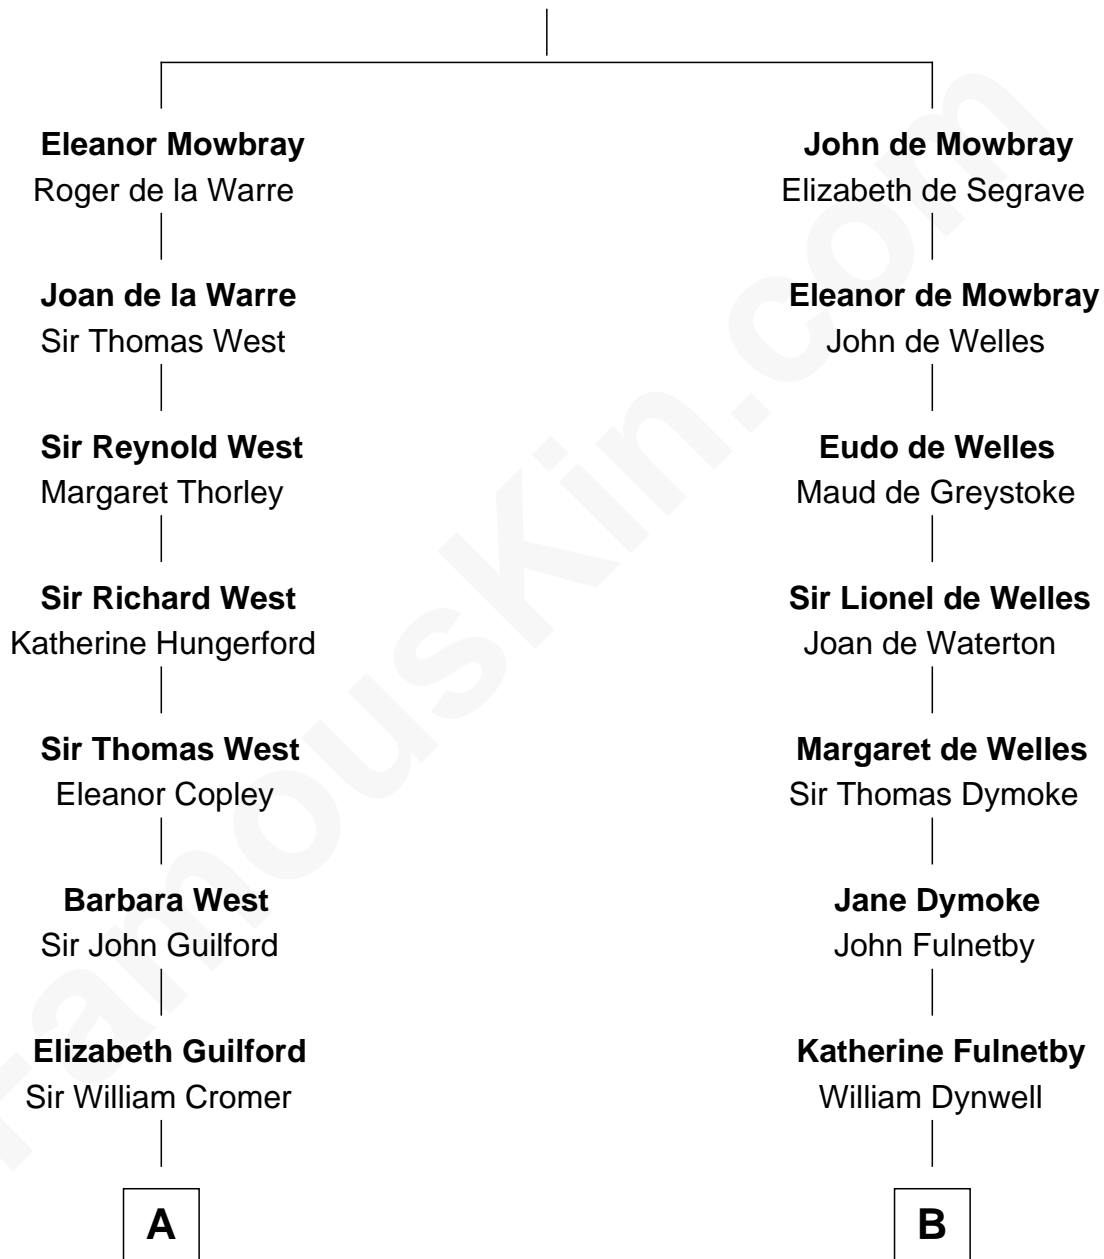 Eleanor Mowbray
Roger de la Warre
Joan de la Warre
Sir Thomas West
Sir Reynold West
Margaret Thorley
Sir Richard West
Katherine Hungerford
Sir Thomas West
Eleanor Copley
Barbara West
Sir John Guilford
Elizabeth Guilford
Sir William Cromer
A
John de Mowbray
Elizabeth de Segrave
Eleanor de Mowbray
John de Welles
Eudo de Welles
Maud de Greystoke
Sir Lionel de Welles
Joan de Waterton
Margaret de Welles
Sir Thomas Dymoke
Jane Dymoke
John Fulnetby
Katherine Fulnetby
William Dynwell
B
FamousKin.com